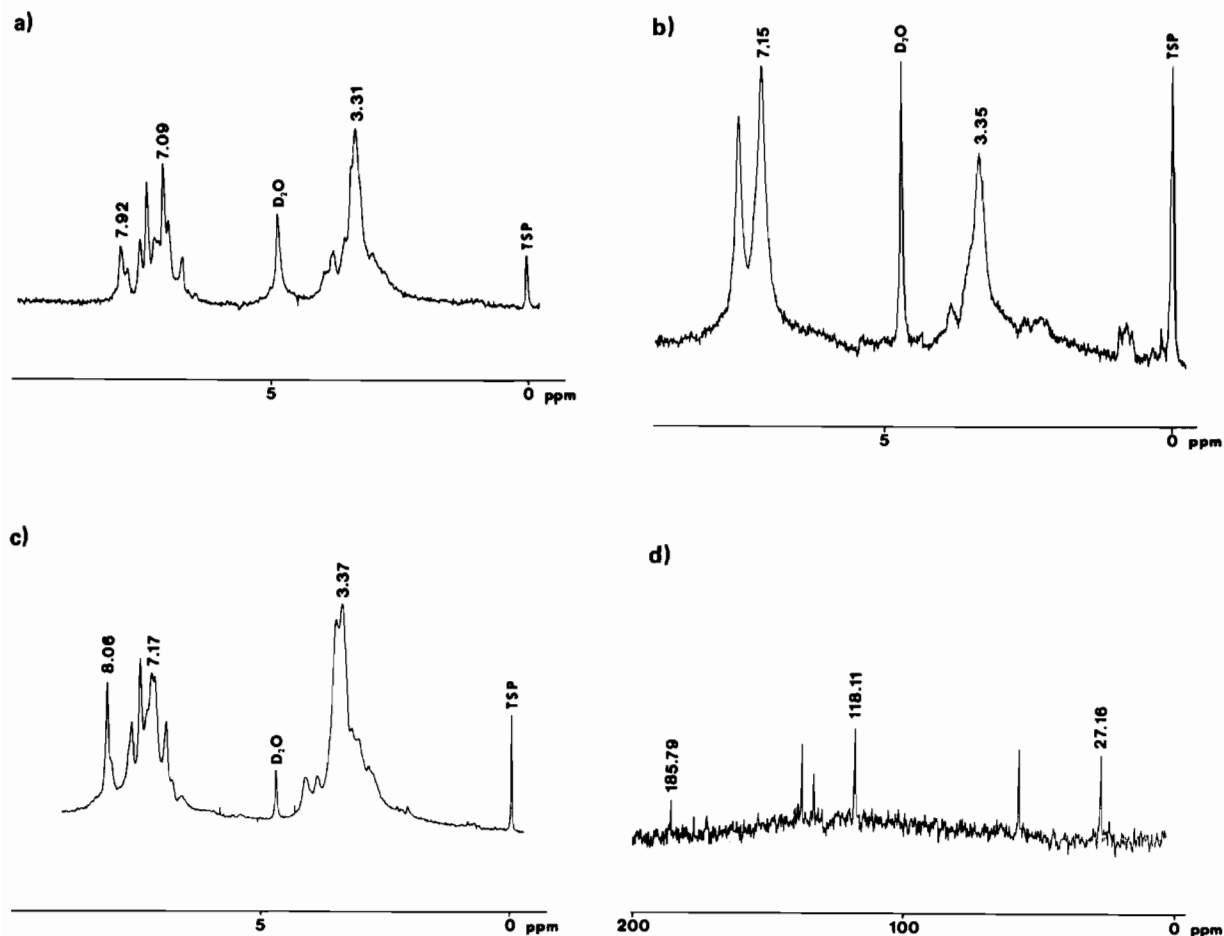 a)
7.92
7.09
D₂O
3.31
TSP
5
0 ppm
b)
7.15
D₂O
3.35
TSP
5
0 ppm
c)
8.06
7.17
D₂O
3.37
TSP
5
0 ppm
d)
185.79
118.11
27.16
200
100
0
ppm